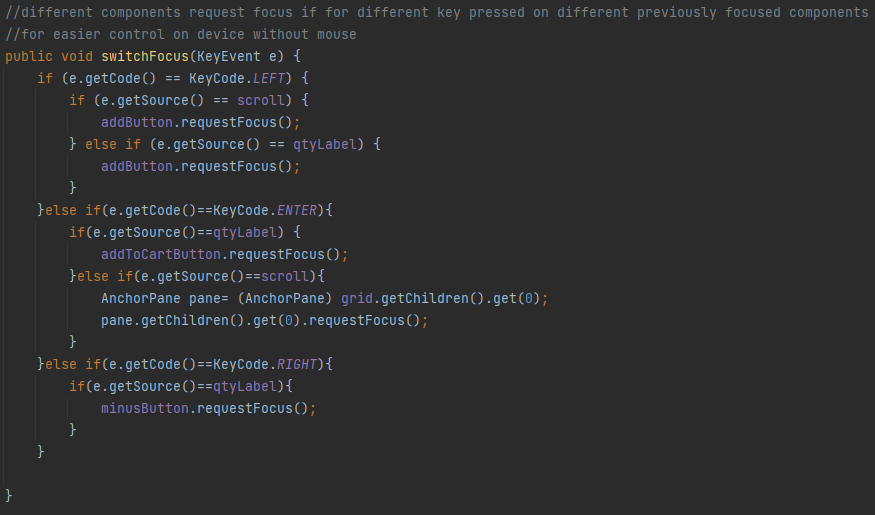 //different components request focus if for different key pressed on different previously focused components
//for easier control on device without mouse
public void switchFocus(KeyEvent e) {
    if (e.getCode() == KeyCode.LEFT) {
        if (e.getSource() == scroll) {
            addButton.requestFocus();
        } else if (e.getSource() == qtyLabel) {
            addButton.requestFocus();
        }
    }else if(e.getCode()==KeyCode.ENTER){
        if(e.getSource()==qtyLabel) {
            addToCartButton.requestFocus();
        }else if(e.getSource()==scroll){
            AnchorPane pane= (AnchorPane) grid.getChildren().get(0);
            pane.getChildren().get(0).requestFocus();
        }
    }else if(e.getCode()==KeyCode.RIGHT){
        if(e.getSource()==qtyLabel){
            minusButton.requestFocus();
        }
    }

}